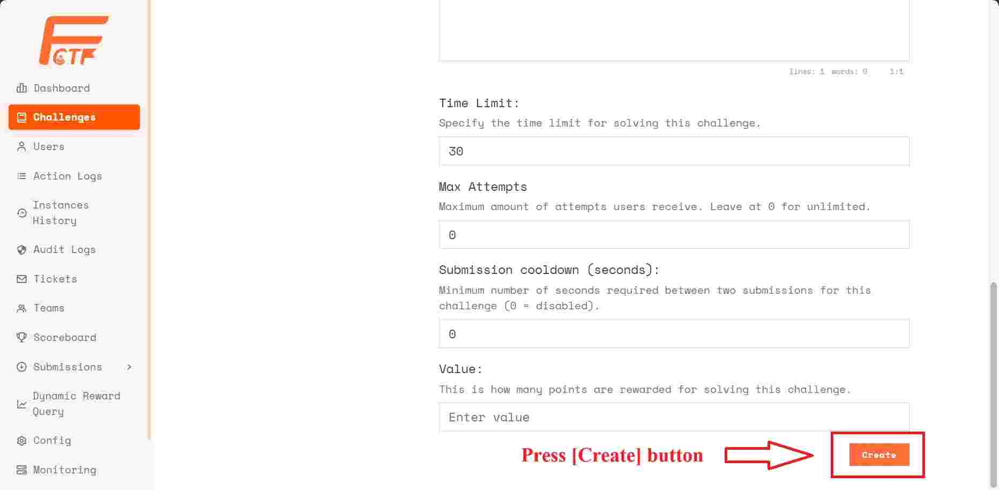 FCTF
Dashboard
Challenges
Users
Action Logs
Instances
History
Audit Logs
Tickets
Teams
Scoreboard
Submissions
Dynamic Reward
Query
Config
Monitoring
lines: 1 words: 0 1:1
Time Limit:
Specify the time limit for solving this challenge.
30
Max Attempts
Maximum amount of attempts users receive. Leave at 0 for unlimited.
0
Submission cooldown (seconds):
Minimum number of seconds required between two submissions for this
challenge (0 = disabled).
0
Value:
This is how many points are rewarded for solving this challenge.
Enter value
Press [Create] button
Create